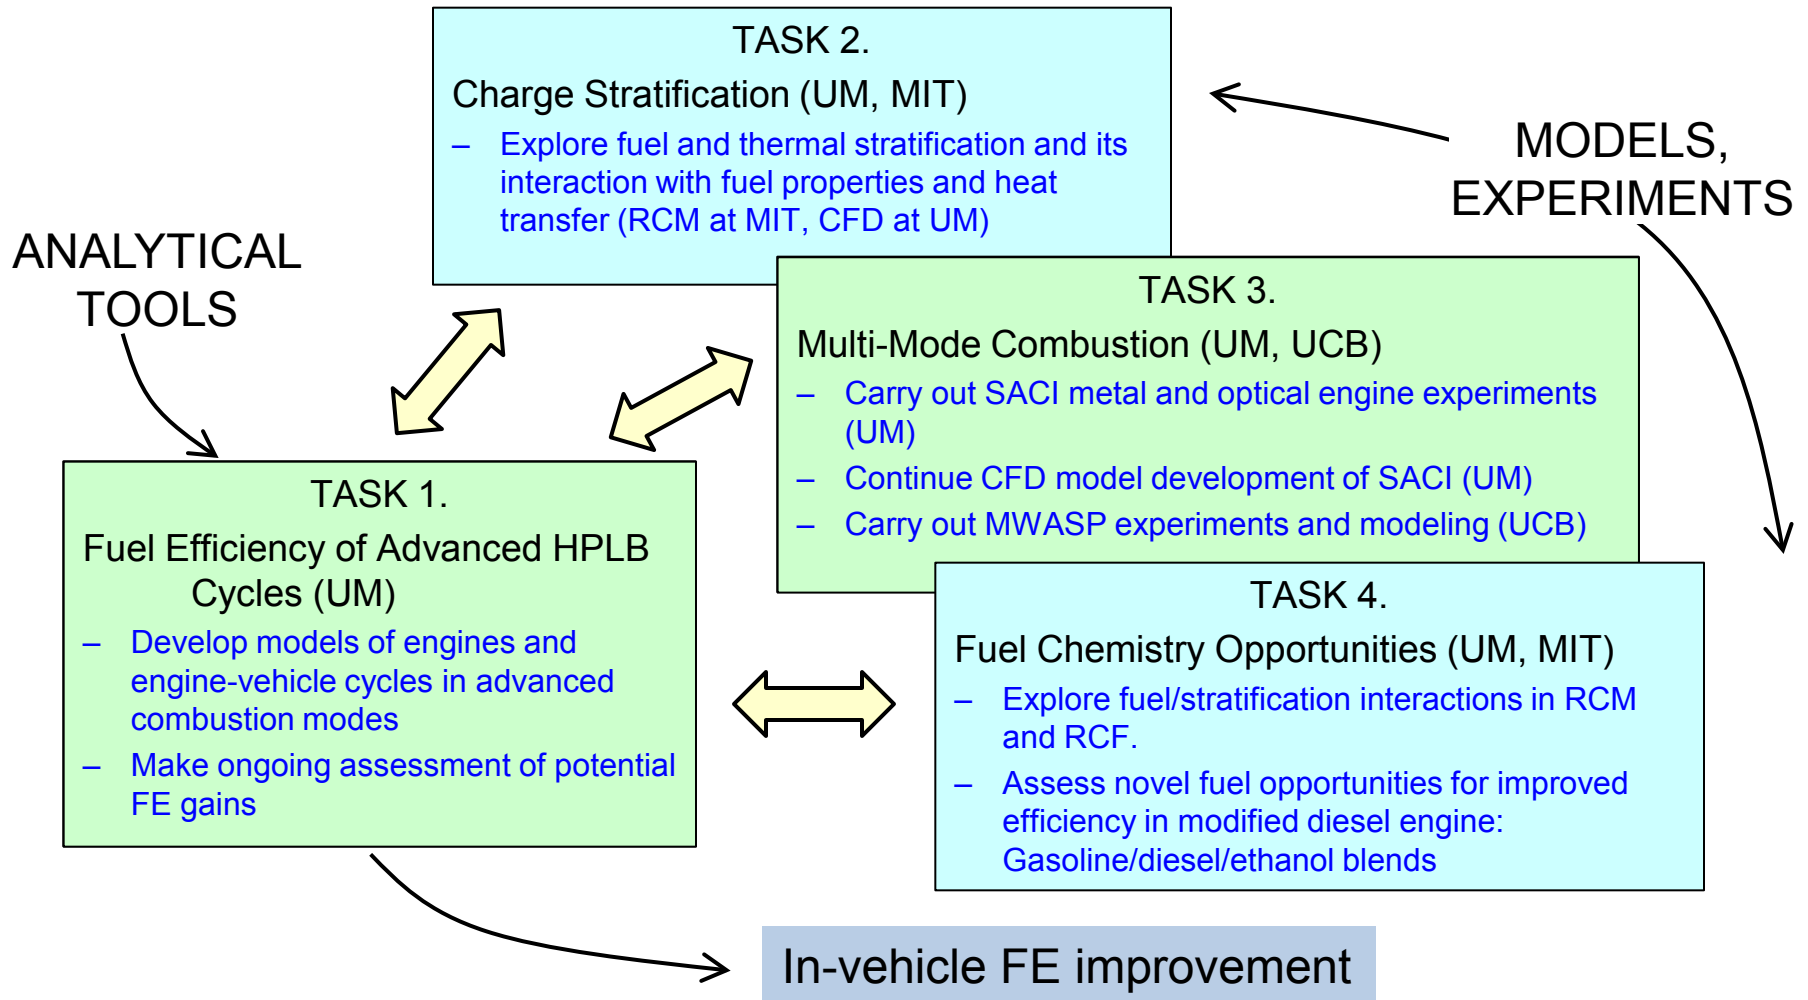 TASK 2.
Charge Stratification (UM, MIT)
– Explore fuel and thermal stratification and its
interaction with fuel properties and heat
transfer (RCM at MIT, CFD at UM)
MODELS,
EXPERIMENTS
ANALYTICAL
TOOLS
TASK 3.
Multi-Mode Combustion (UM, UCB)
– Carry out SACI metal and optical engine experiments
(UM)
– Continue CFD model development of SACI (UM)
– Carry out MWASP experiments and modeling (UCB)
TASK 1.
Fuel Efficiency of Advanced HPLB
Cycles (UM)
– Develop models of engines and
engine-vehicle cycles in advanced
combustion modes
– Make ongoing assessment of potential
FE gains
TASK 4.
Fuel Chemistry Opportunities (UM, MIT)
– Explore fuel/stratification interactions in RCM
and RCF.
– Assess novel fuel opportunities for improved
efficiency in modified diesel engine:
Gasoline/diesel/ethanol blends
In-vehicle FE improvement